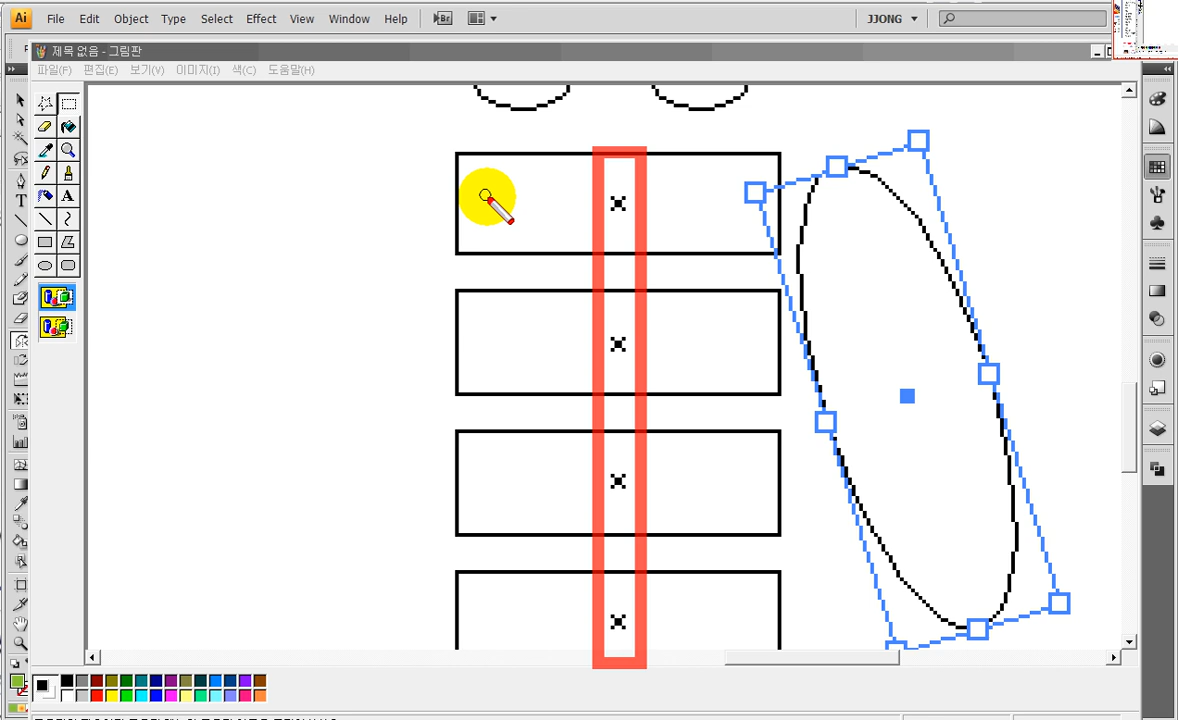 Ai File Edit Object Type Select Effect View Window Help Br JJONG
제목 없음 - 그림판
파일(F) 편집(E) 보기(V) 이미지(I) 색(C) 도움말(H)